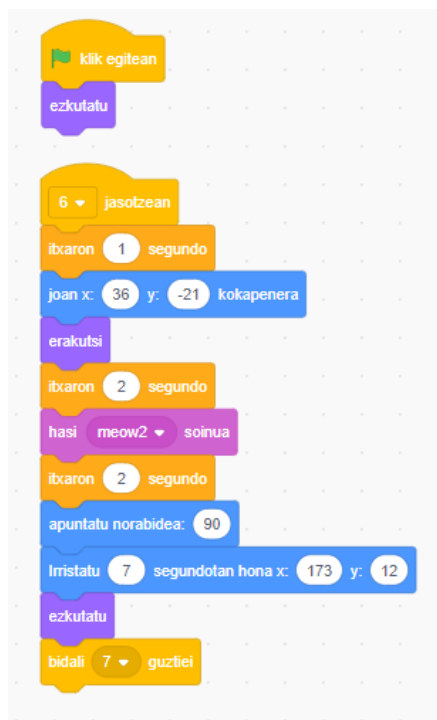 klik egitean
ezkutatu
6 jasotzean
itxaron 1 segundo
joan x: 36 y: -21 kokapenera
erakutsi
itxaron 2 segundo
hasi meow2 soinua
itxaron 2 segundo
apuntatu norabidea: 90
Irristatu 7 segundotan hona x: 173 y: 12
ezkutatu
bidali 7 guztiei